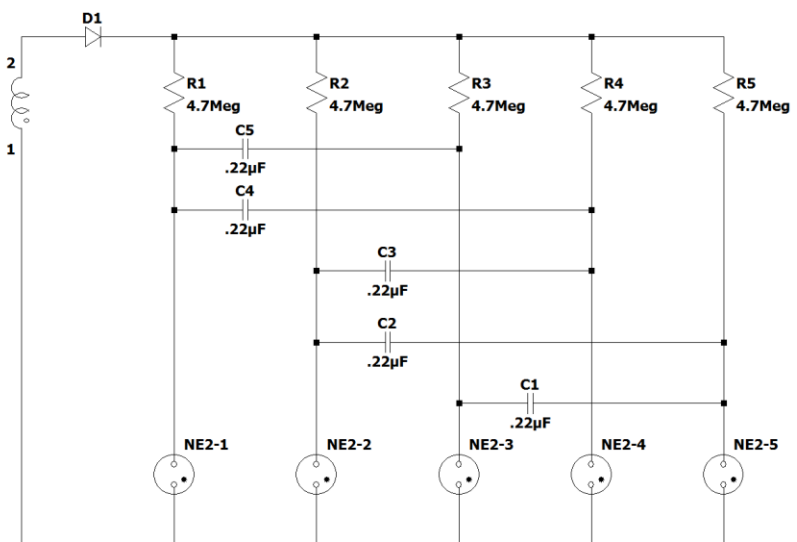 D1
2
1
R1
4.7Meg
R2
4.7Meg
R3
4.7Meg
R4
4.7Meg
R5
4.7Meg
C5
.22µF
C4
.22µF
C3
.22µF
C2
.22µF
C1
.22µF
NE2-1
NE2-2
NE2-3
NE2-4
NE2-5